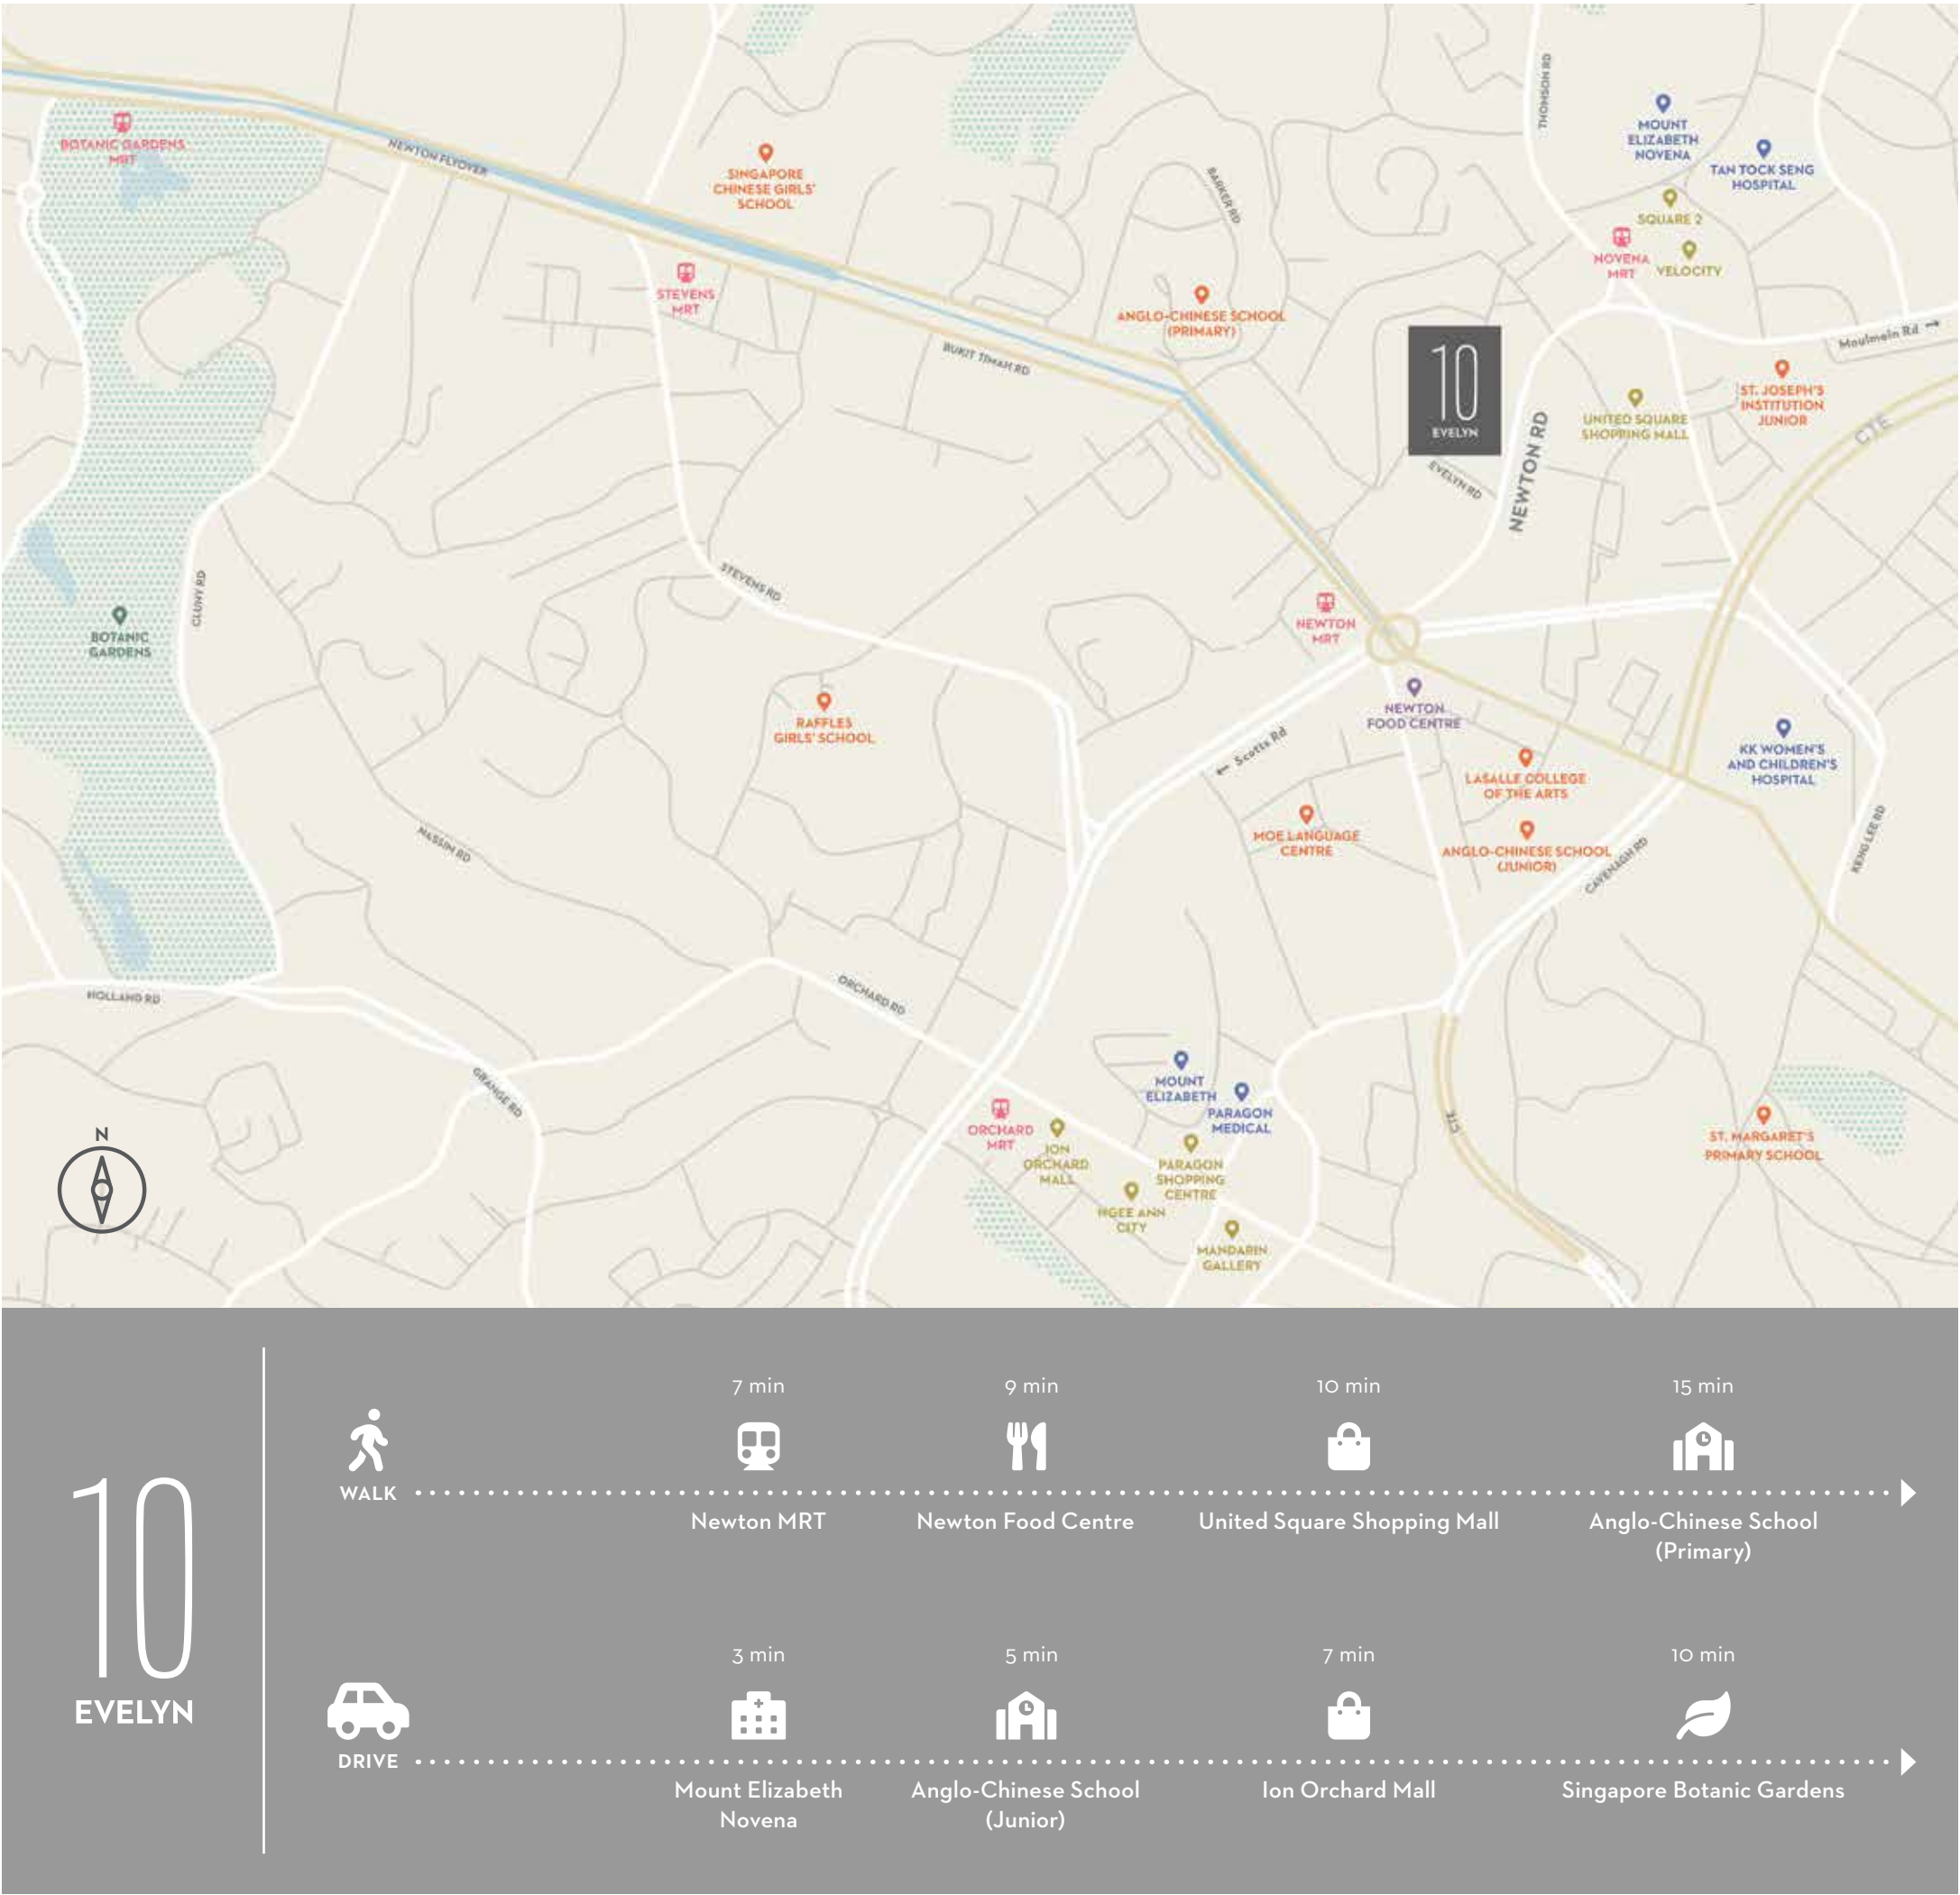 THOMSON RD
MOUNT
ELIZABETH
NOVENA
TAN TOCK SENG
HOSPITAL
BOTANIC GARDENS
MRT
NEWTON FLYOVER
SINGAPORE
CHINESE GIRLS'
SCHOOL
BARKER RD
SQUARE 2
NOVENA
MRT
VELOCITY
STEVENS
MRT
ANGLO-CHINESE SCHOOL
(PRIMARY)
BUKIT TIMAH RD
Moulmein Rd →
10
EVELYN
ST. JOSEPH'S
INSTITUTION
JUNIOR
UNITED SQUARE
SHOPPING MALL
CTE
EVELYN RD
NEWTON RD
CLUNY RD
STEVENS RD
BOTANIC
GARDENS
NEWTON
MRT
NEWTON
FOOD CENTRE
RAFFLES
GIRLS' SCHOOL
← Scotts Rd
KK WOMEN'S
AND CHILDREN'S
HOSPITAL
LASALLE COLLEGE
OF THE ARTS
MOE LANGUAGE
CENTRE
ANGLO-CHINESE SCHOOL
(JUNIOR)
CAVENAGH RD
KENG LEE RD
NASSIM RD
HOLLAND RD
ORCHARD RD
GRANGE RD
MOUNT
ELIZABETH
PARAGON
MEDICAL
ORCHARD
MRT
ION
ORCHARD
MALL
PARAGON
SHOPPING
CENTRE
NGEE ANN
CITY
MANDARIN
GALLERY
CTE
ST. MARGARET'S
PRIMARY SCHOOL
N
10
EVELYN
WALK
7 min
9 min
10 min
15 min
Newton MRT
Newton Food Centre
United Square Shopping Mall
Anglo-Chinese School
(Primary)
DRIVE
3 min
5 min
7 min
10 min
Mount Elizabeth
Novena
Anglo-Chinese School
(Junior)
Ion Orchard Mall
Singapore Botanic Gardens